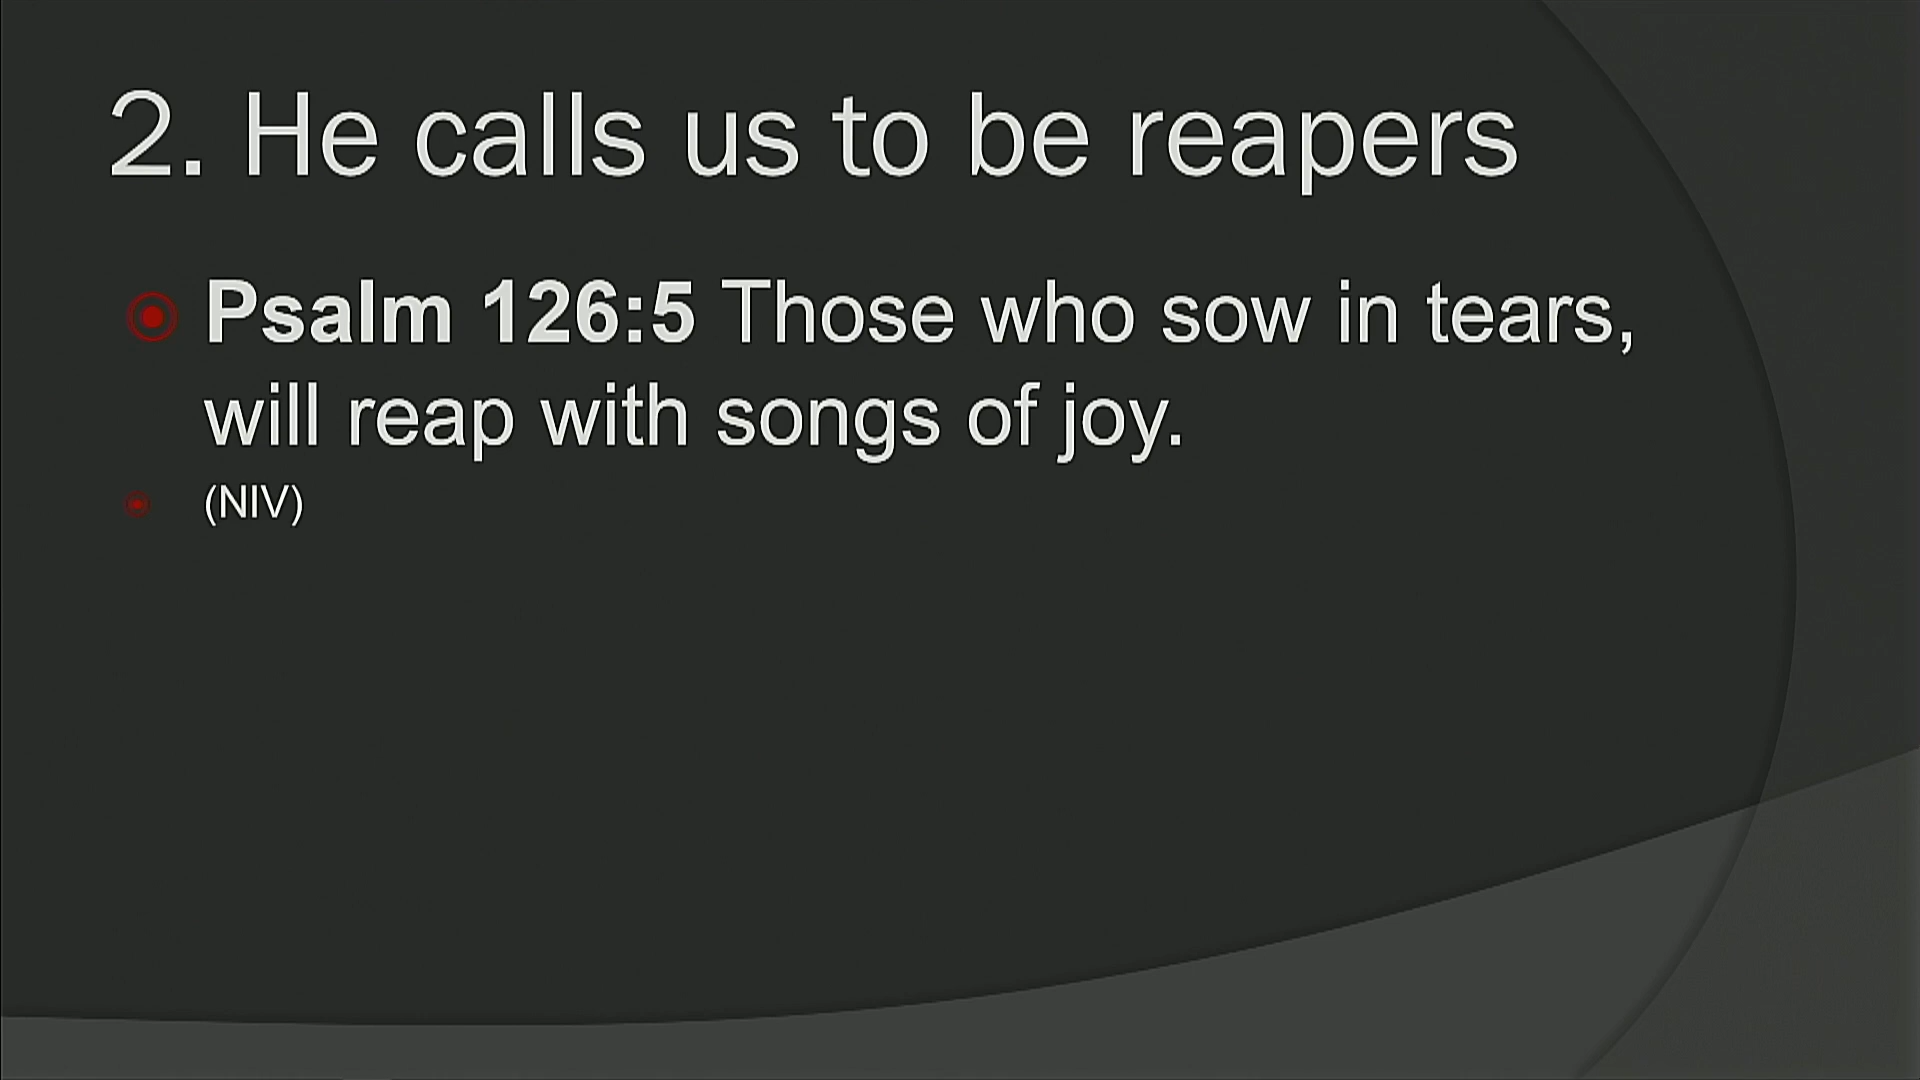 2. He calls us to be reapers
Psalm 126:5 Those who sow in tears,
will reap with songs of joy.
(NIV)